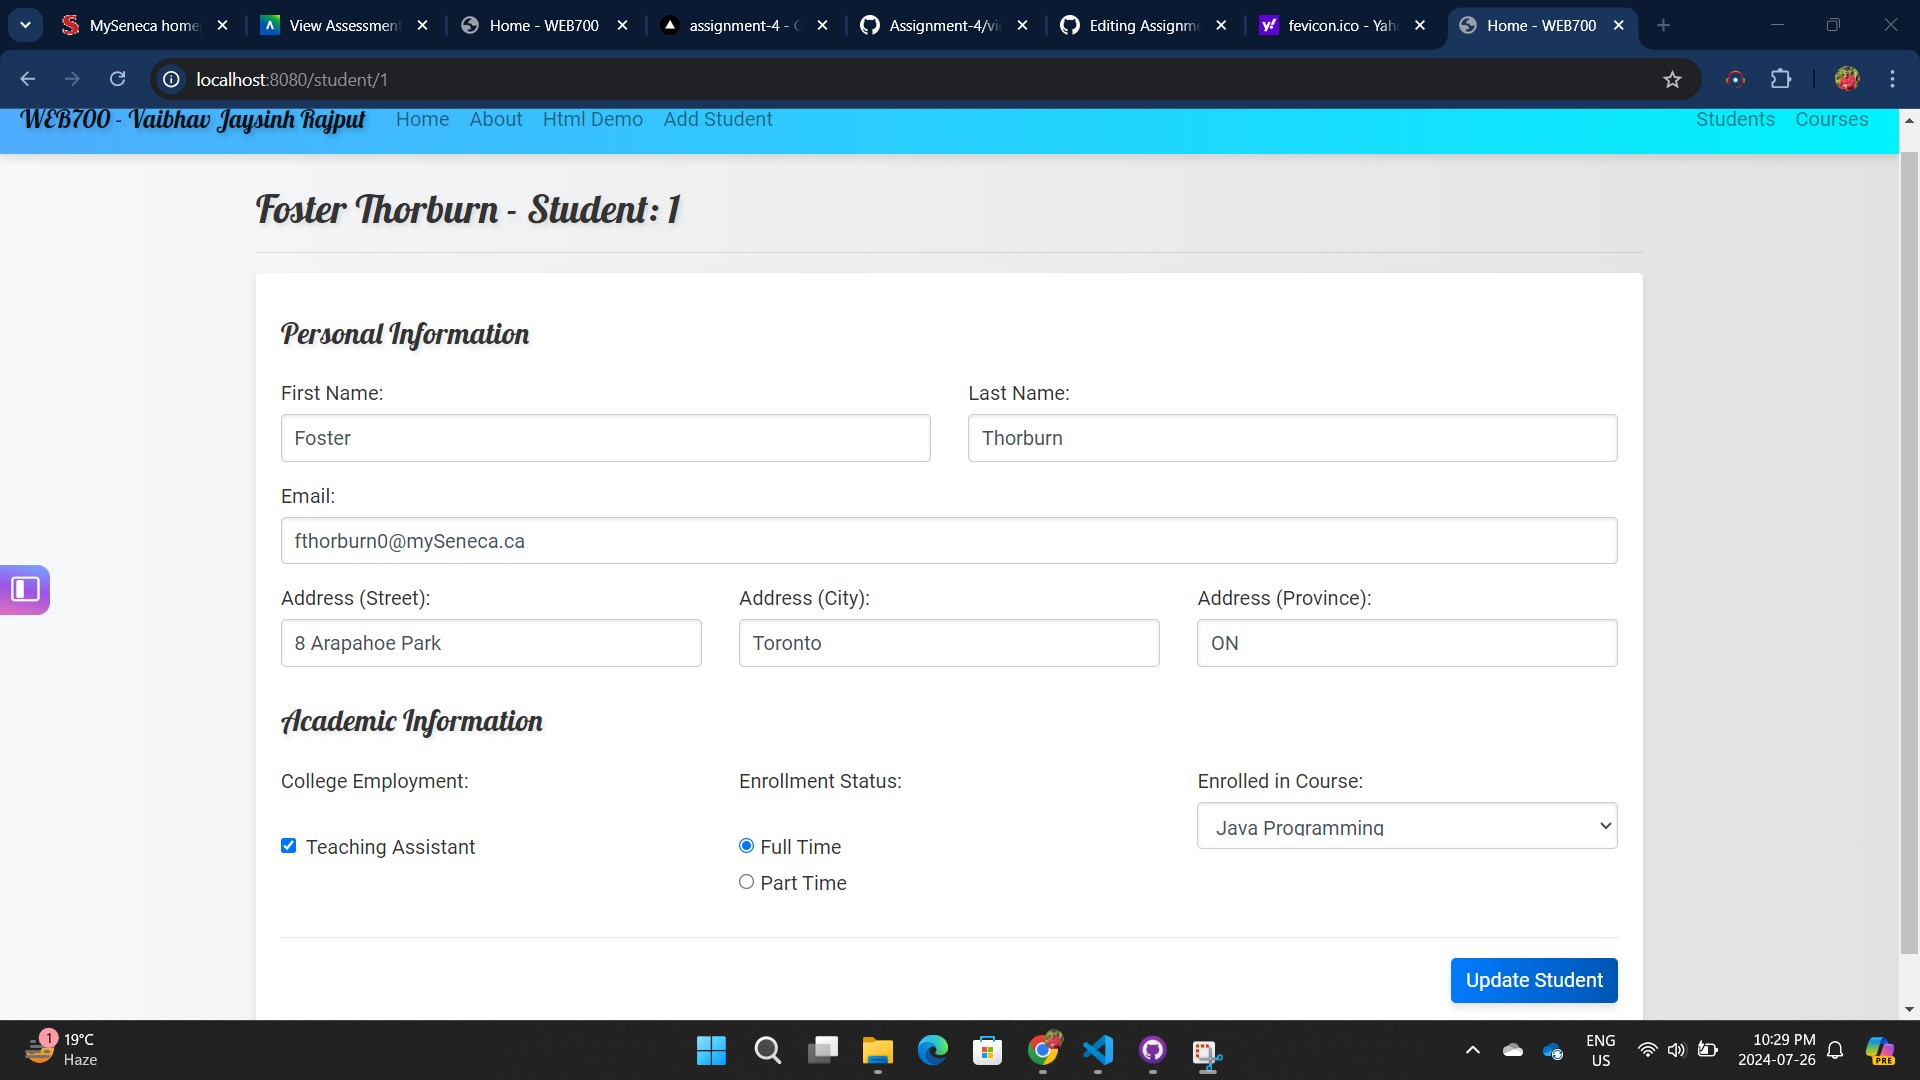 MySeneca home
View Assessment
Home - WEB700
assignment-4 -
Assignment-4/vi
Editing Assignm
fevicon.ico - Yah
Home - WEB700
localhost:8080/student/1
WEB700 - Vaibhav Jaysinh Rajput Home About Html Demo Add Student Students Courses
Foster Thorburn - Student: 1
Personal Information
First Name: Last Name:
Foster Thorburn
Email:
fthorburn0@mySeneca.ca
Address (Street): Address (City): Address (Province):
8 Arapahoe Park Toronto ON
Academic Information
College Employment: Enrollment Status: Enrolled in Course:
Java Programming
Teaching Assistant Full Time
Part Time
Update Student
1
19°C
Haze
PRE
ENG
US
10:29 PM
2024-07-26